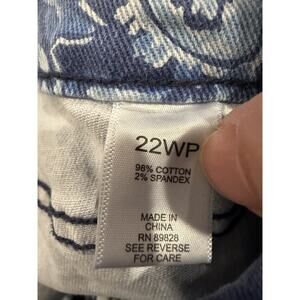 22WP
98% COTTON
2% SPANDEX
MADE IN
CHINA
RN 89828
SEE REVERSE
FOR CARE